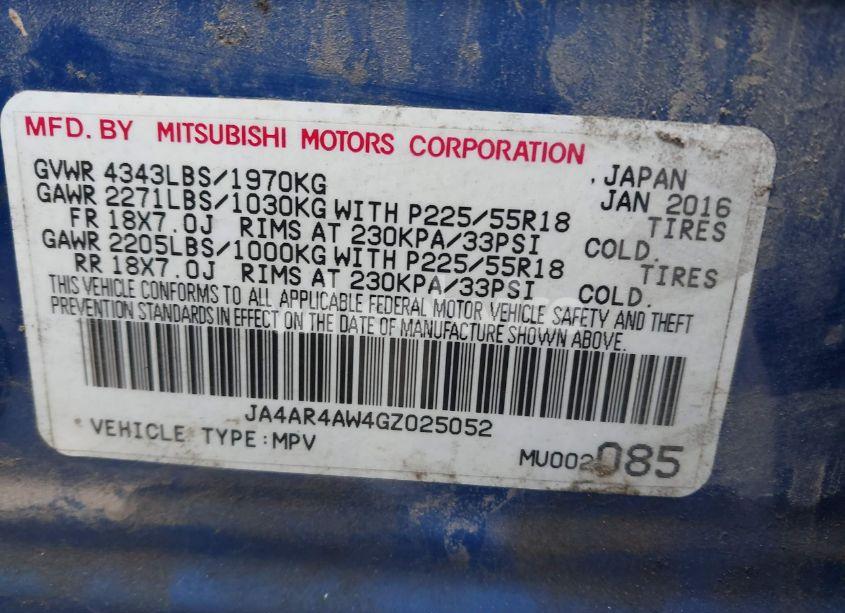 MFD. BY MITSUBISHI MOTORS CORPORATION
GVWR 4343LBS/1970KG , JAPAN
GAWR 2271LBS/1030KG WITH P225/55R18 JAN 2016
FR 18X7.0J RIMS AT 230KPA/33PSI COLD. TIRES
GAWR 2205LBS/1000KG WITH P225/55R18 TIRES
RR 18X7.0J RIMS AT 230KPA/33PSI COLD.
THIS VEHICLE CONFORMS TO ALL APPLICABLE FEDERAL MOTOR VEHICLE SAFETY AND THEFT
PREVENTION STANDARDS IN EFFECT ON THE DATE OF MANUFACTURE SHOWN ABOVE.
JA4AR4AW4GZ025052
* VEHICLE TYPE:MPV
MU002085